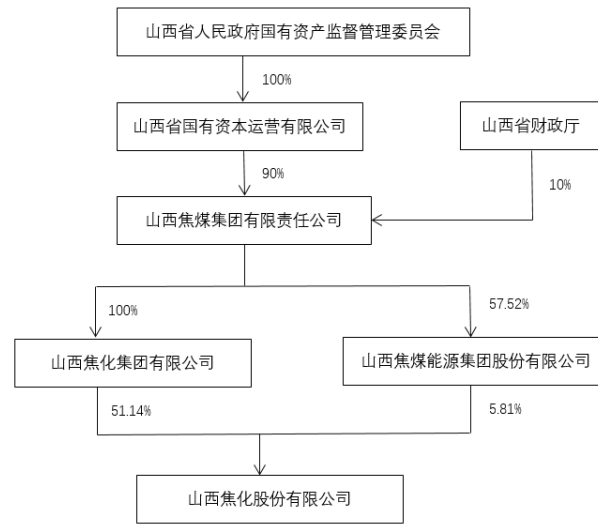 山西省人民政府国有资产监督管理委员会
100%
山西省国有资本运营有限公司
山西省财政厅
90%
10%
山西焦煤集团有限责任公司
100%
57.52%
山西焦化集团有限公司
山西焦煤能源集团股份有限公司
51.14%
5.81%
山西焦化股份有限公司